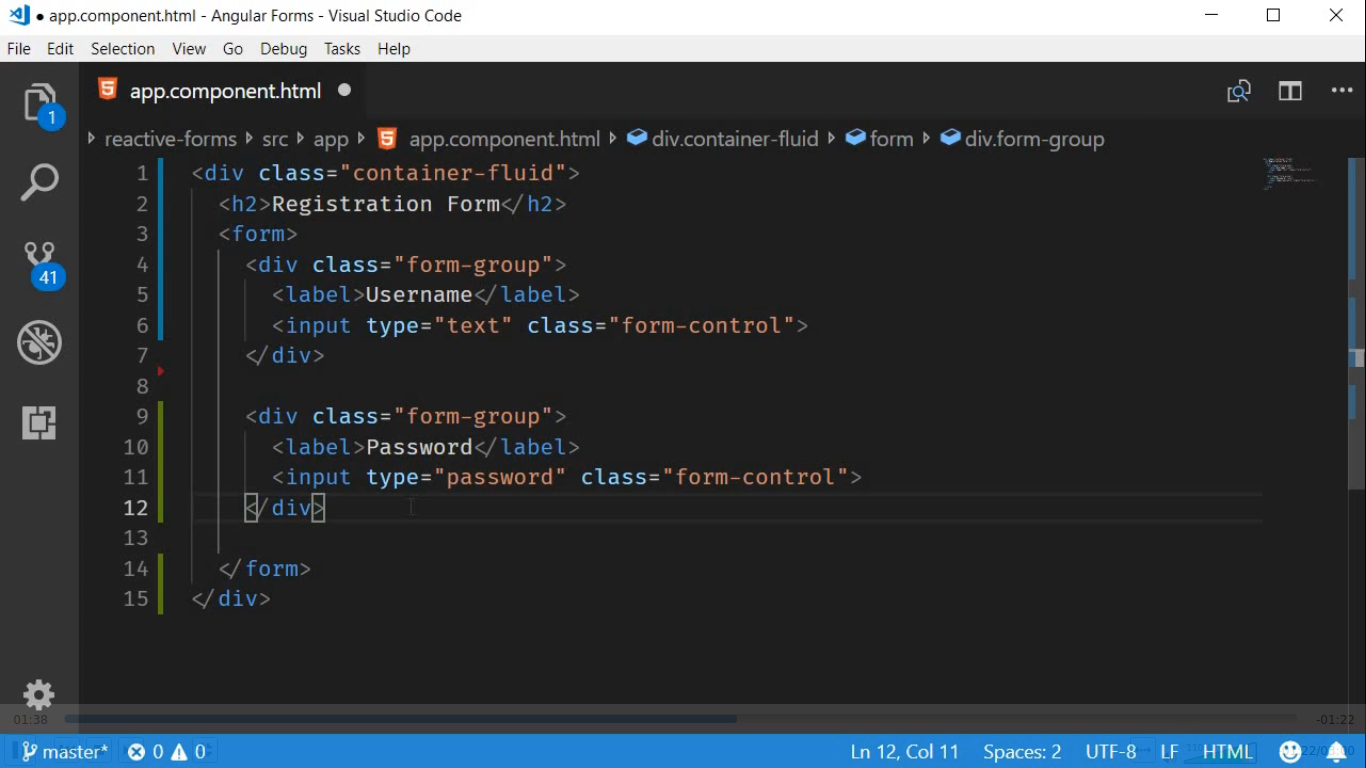 ● app.component.html - Angular Forms - Visual Studio Code
File Edit Selection View Go Debug Tasks Help
app.component.html
reactive-forms src app app.component.html div.container-fluid form div.form-group
1 <div class="container-fluid">
2 <h2>Registration Form</h2>
3 <form>
4 <div class="form-group">
5 <label>Username</label>
6 <input type="text" class="form-control">
7 </div>
8
9 <div class="form-group">
10 <label>Password</label>
11 <input type="password" class="form-control">
12 </div>
13
14 </form>
15 </div>
1
41
01:38 -01:22
master* 0 0 Ln 12, Col 11 Spaces: 2 UTF-8 LF HTML